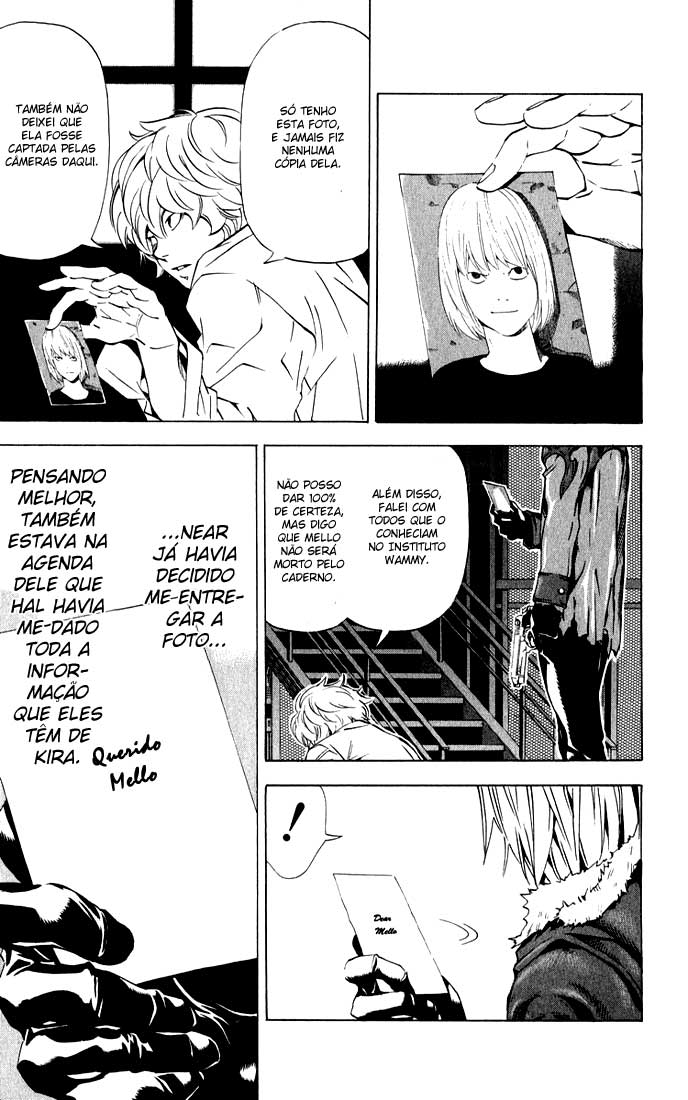 SÓ TENHO
ESTA FOTO,
E JAMAIS FIZ
NENHUMA
CÓPIA DELA.
TAMBÉM NÃO
DEIXEI QUE
ELA FOSSE
CAPTADA PELAS
CÂMERAS DAQUI.
ALÉM DISSO,
FALEI COM
TODOS QUE O
CONHECIAM
NO INSTITUTO
WAMMY.
NÃO POSSO
DAR 100%
DE CERTEZA,
MAS DIGO
QUE MELLO
NÃO SERÁ
MORTO PELO
CADERNO.
!
Dear
Mello
...NEAR
JÁ HAVIA
DECIDIDO
ME-ENTRE-
GAR A
FOTO...
PENSANDO
MELHOR,
TAMBÉM
ESTAVA NA
AGENDA
DELE QUE
HAL HAVIA
ME-DADO
TODA A
INFOR-
MAÇÃO
QUE ELES
TÊM DE
KIRA.
Querido
Mello